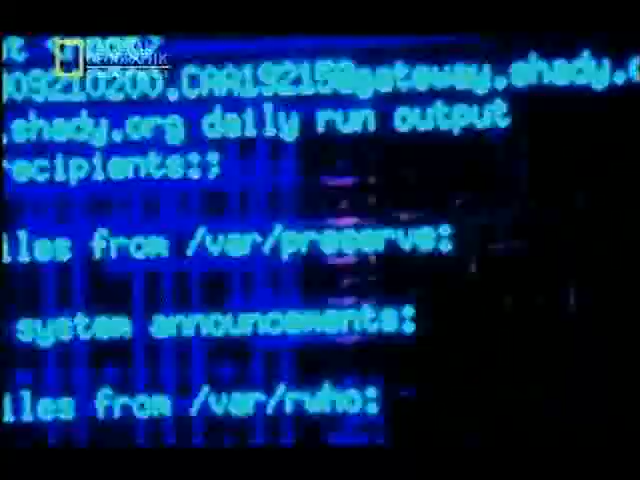 09210200.CAA19215@gateway.shady.
.shady.org daily run output
ecipients:;
iles from /var/preserve:
system announcements:
iles from /var/rwho: